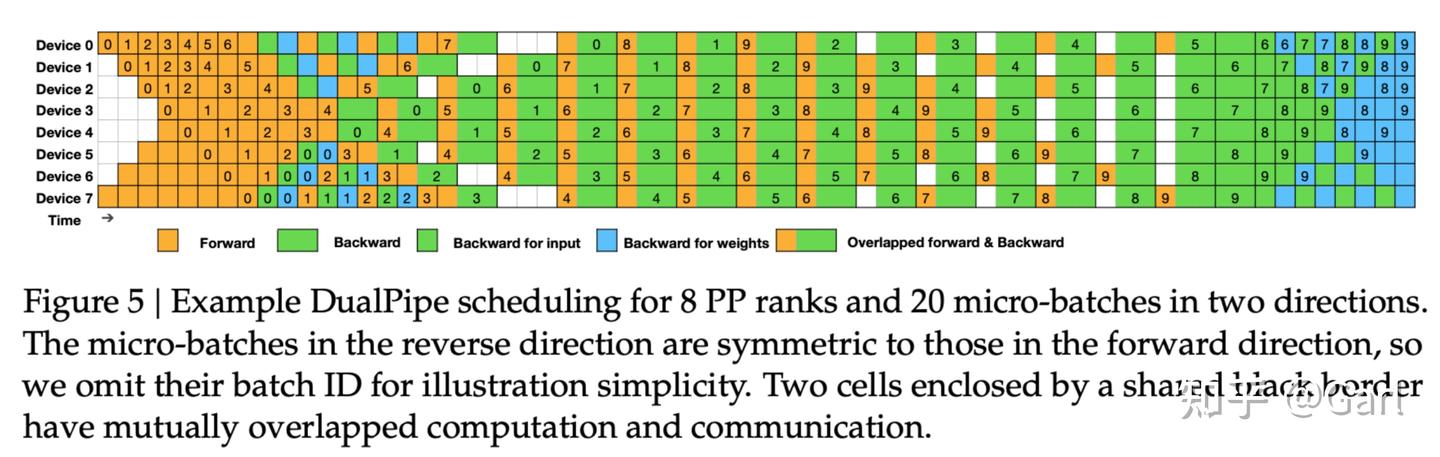 Device 0 0 1 2 3 4 5 6 7 0 8 1 9 2 3 4 5 6 6 7 7 8 8 9 9
Device 1 0 1 2 3 4 5 6 0 7 1 8 2 9 3 4 5 6 7 8 7 9 8 9
Device 2 0 1 2 3 4 5 0 6 1 7 2 8 3 9 4 5 6 7 8 7 9 8 9
Device 3 0 1 2 3 4 0 5 1 6 2 7 3 8 4 9 5 6 7 8 9 8 9
Device 4 0 1 2 3 0 4 1 5 2 6 3 7 4 8 5 9 6 7 8 9 8 9
Device 5 0 1 2 0 0 3 1 4 2 5 3 6 4 7 5 8 6 9 7 8 9 9
Device 6 0 1 0 0 2 1 1 3 2 4 3 5 4 6 5 7 6 8 7 9 8 9 9
Device 7 0 0 0 1 1 1 2 2 2 3 3 4 4 5 5 6 6 7 7 8 8 9 9
Time →
Forward Backward Backward for input Backward for weights Overlapped forward & Backward
Figure 5 | Example DualPipe scheduling for 8 PP ranks and 20 micro-batches in two directions.
The micro-batches in the reverse direction are symmetric to those in the forward direction, so
we omit their batch ID for illustration simplicity. Two cells enclosed by a shared black border
have mutually overlapped computation and communication.
知乎 @Garl